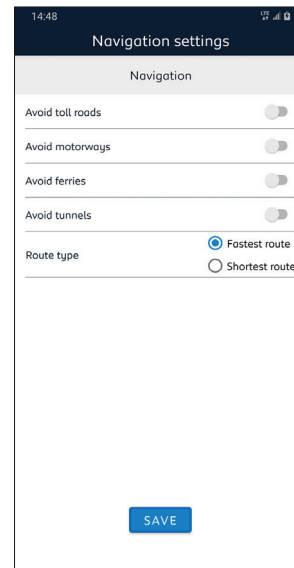 14:48
LTE
Navigation settings
Navigation
Avoid toll roads
Avoid motorways
Avoid ferries
Avoid tunnels
Route type
Fastest route
Shortest route
SAVE